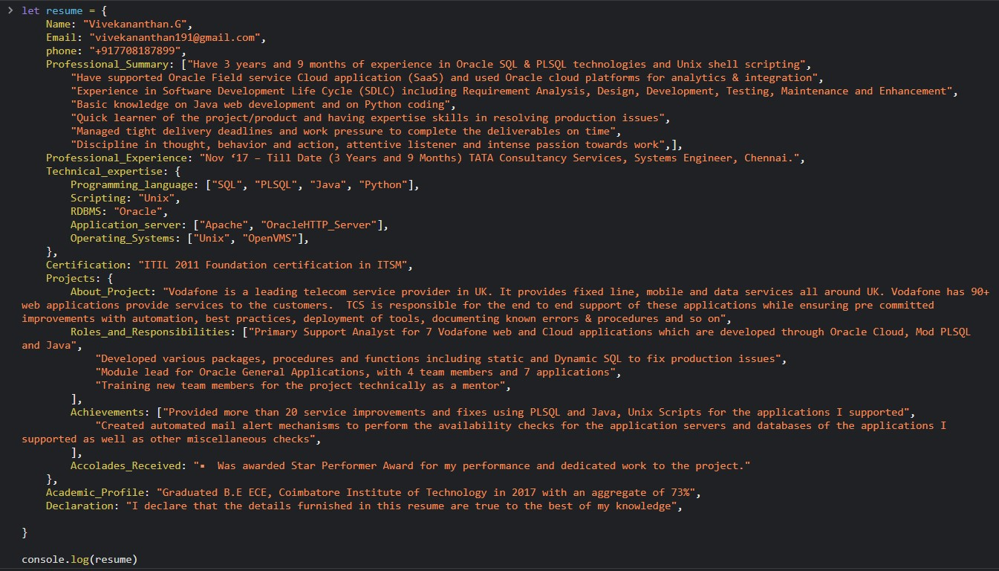 let resume = {
    Name: "Vivekananthan.G",
    Email: "vivekananthan191@gmail.com",
    phone: "+917708187899",
    Professional_Summary: ["Have 3 years and 9 months of experience in Oracle SQL & PLSQL technologies and Unix shell scripting",
        "Have supported Oracle Field service Cloud application (SaaS) and used Oracle cloud platforms for analytics & integration",
        "Experience in Software Development Life Cycle (SDLC) including Requirement Analysis, Design, Development, Testing, Maintenance and Enhancement",
        "Basic knowledge on Java web development and on Python coding",
        "Quick learner of the project/product and having expertise skills in resolving production issues",
        "Managed tight delivery deadlines and work pressure to complete the deliverables on time",
        "Discipline in thought, behavior and action, attentive listener and intense passion towards work",],
    Professional_Experience: "Nov ‘17 – Till Date (3 Years and 9 Months) TATA Consultancy Services, Systems Engineer, Chennai.",
    Technical_expertise: {
        Programming_language: ["SQL", "PLSQL", "Java", "Python"],
        Scripting: "Unix",
        RDBMS: "Oracle",
        Application_server: ["Apache", "OracleHTTP_Server"],
        Operating_Systems: ["Unix", "OpenVMS"],
    },
    Certification: "ITIL 2011 Foundation certification in ITSM",
    Projects: {
        About_Project: "Vodafone is a leading telecom service provider in UK. It provides fixed line, mobile and data services all around UK. Vodafone has 90+
web applications provide services to the customers.  TCS is responsible for the end to end support of these applications while ensuring pre committed
improvements with automation, best practices, deployment of tools, documenting known errors & procedures and so on",
        Roles_and_Responsibilities: ["Primary Support Analyst for 7 Vodafone web and Cloud applications which are developed through Oracle Cloud, Mod PLSQL
and Java",
            "Developed various packages, procedures and functions including static and Dynamic SQL to fix production issues",
            "Module lead for Oracle General Applications, with 4 team members and 7 applications",
            "Training new team members for the project technically as a mentor",
        ],
        Achievements: ["Provided more than 20 service improvements and fixes using PLSQL and Java, Unix Scripts for the applications I supported",
            "Created automated mail alert mechanisms to perform the availability checks for the application servers and databases of the applications I
supported as well as other miscellaneous checks",
        ],
        Accolades_Received: "▪  Was awarded Star Performer Award for my performance and dedicated work to the project."
    },
    Academic_Profile: "Graduated B.E ECE, Coimbatore Institute of Technology in 2017 with an aggregate of 73%",
    Declaration: "I declare that the details furnished in this resume are true to the best of my knowledge",
}
console.log(resume)